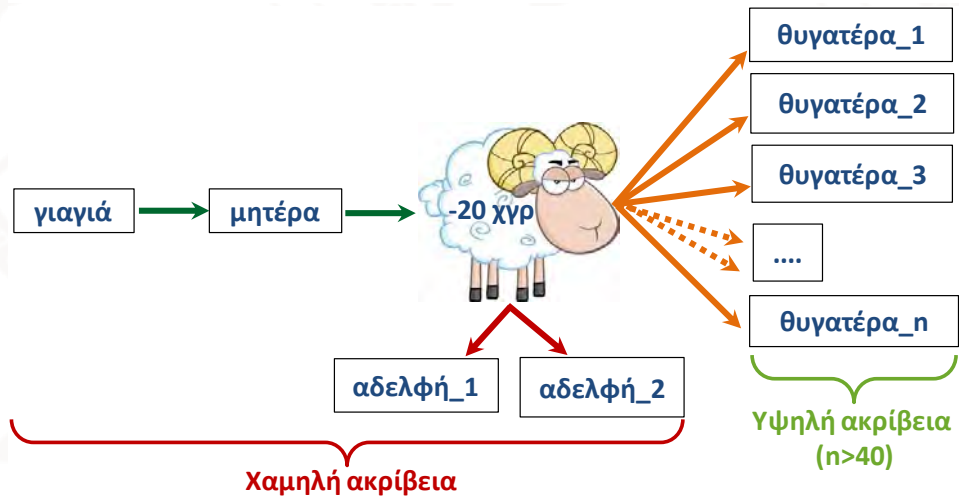 γιαγιά
μητέρα
-20 χγρ
θυγατέρα_1
θυγατέρα_2
θυγατέρα_3
....
θυγατέρα_n
αδελφή_1
αδελφή_2
Χαμηλή ακρίβεια
Υψηλή ακρίβεια
(n>40)